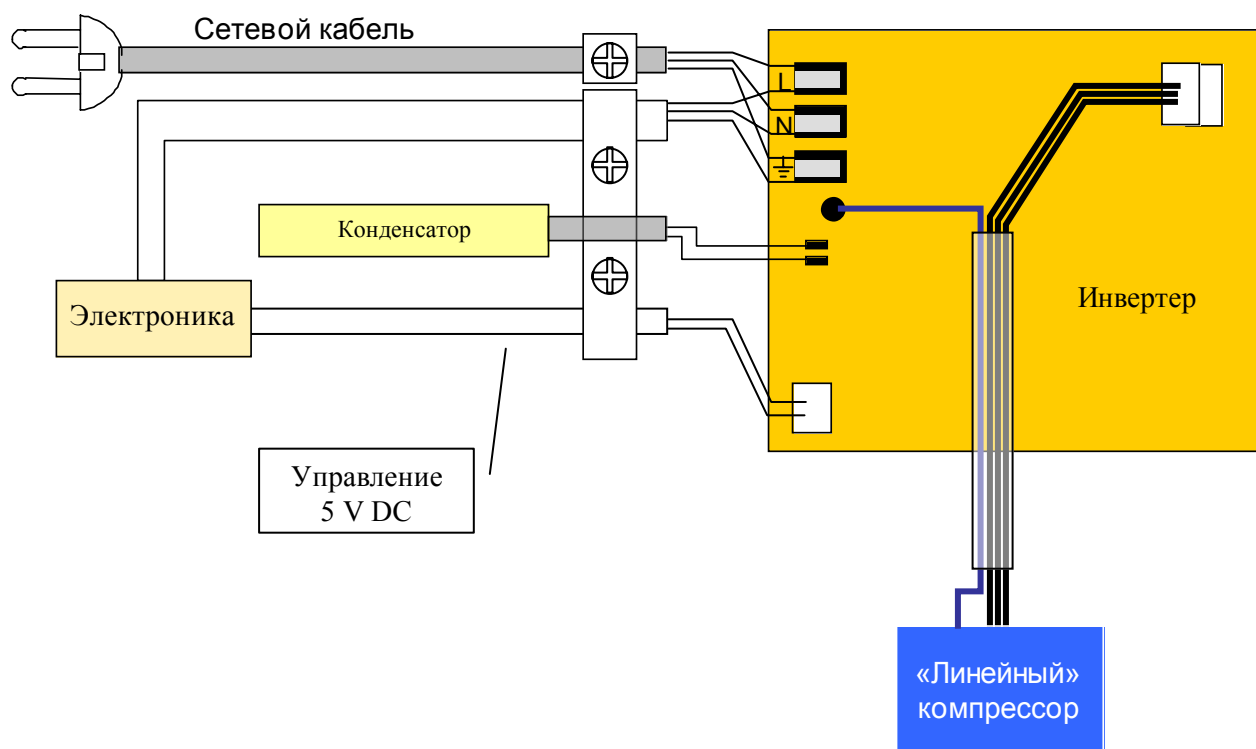 Сетевой кабель
L
N
Конденсатор
Электроника
Инвертер
Управление
5 V DC
«Линейный»
компрессор